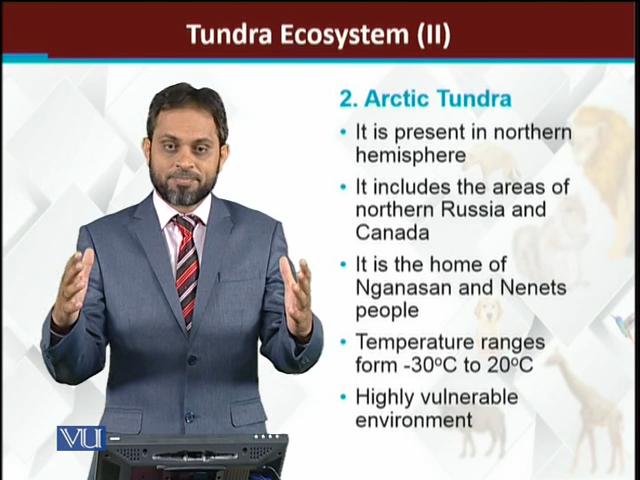 Tundra Ecosystem (II)
2. Arctic Tundra
• It is present in northern
hemisphere
• It includes the areas of
northern Russia and
Canada
• It is the home of
Nganasan and Nenets
people
• Temperature ranges
form -30°C to 20°C
• Highly vulnerable
environment
VU